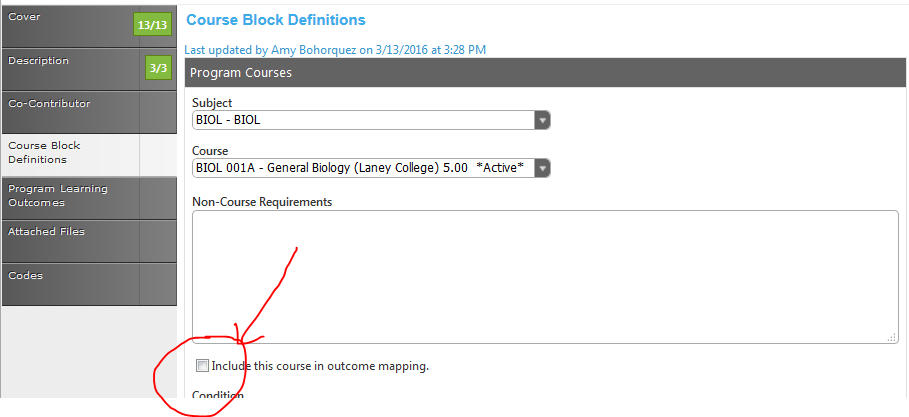 Cover
13/13
Description
3/3
Co-Contributor
Course Block
Definitions
Program Learning
Outcomes
Attached Files
Codes
Course Block Definitions
Last updated by Amy Bohorquez on 3/13/2016 at 3:28 PM
Program Courses
Subject
BIOL - BIOL
Course
BIOL 001A - General Biology (Laney College) 5.00 *Active*
Non-Course Requirements
Include this course in outcome mapping.
Condition